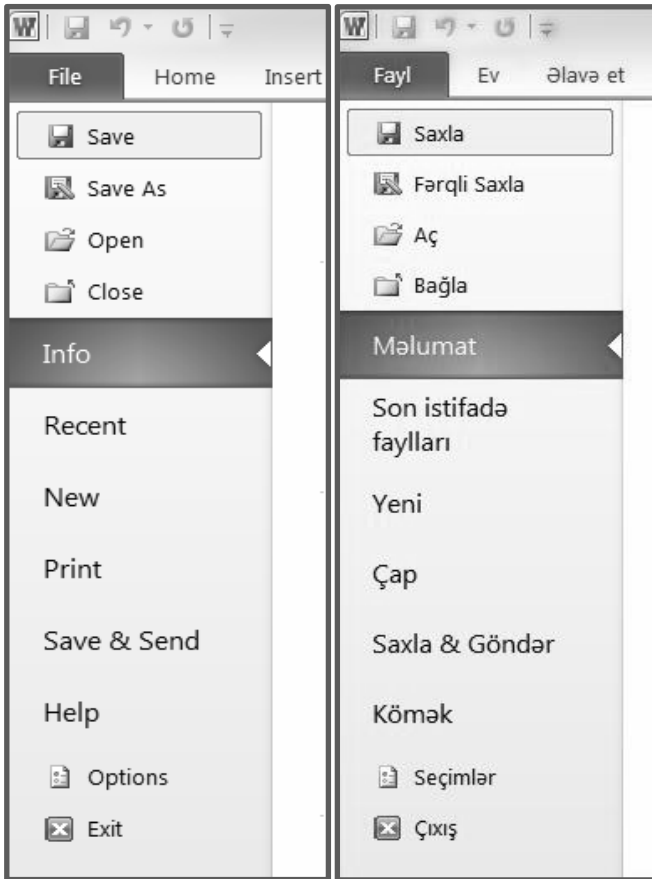 File Home Insert
Save
Save As
Open
Close
Info
Recent
New
Print
Save & Send
Help
Options
Exit
Fayl Ev Əlavə et
Saxla
Fərqli Saxla
Aç
Bağla
Məlumat
Son istifadə
faylları
Yeni
Çap
Saxla & Göndər
Kömək
Seçimlər
Çıxış